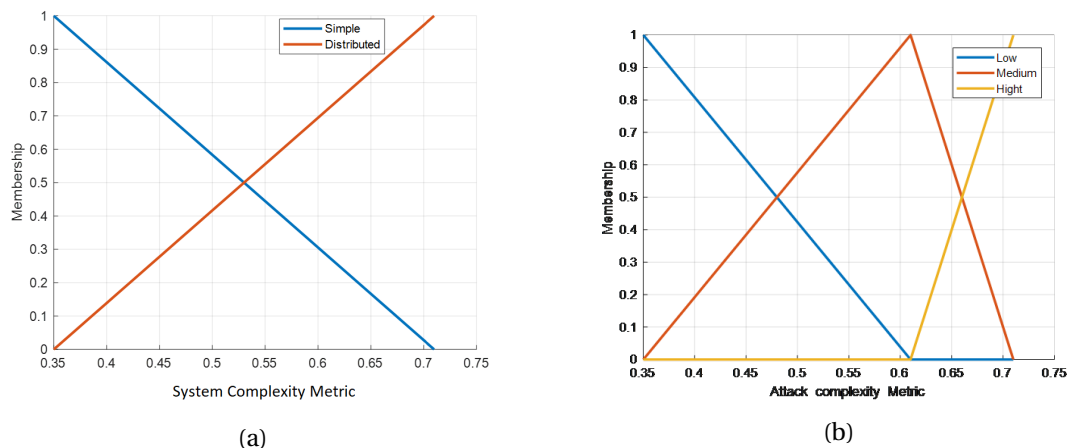 1
0.9
0.8
0.7
0.6
0.5
0.4
0.3
0.2
0.1
0
Membership
0.35 0.4 0.45 0.5 0.55 0.6 0.65 0.7 0.75
System Complexity Metric
Simple
Distributed
(a)
1
0.9
0.8
0.7
0.6
0.5
0.4
0.3
0.2
0.1
0
Membership
0.35 0.4 0.45 0.5 0.55 0.6 0.65 0.7 0.75
Attack complexity Metric
Low
Medium
Hight
(b)